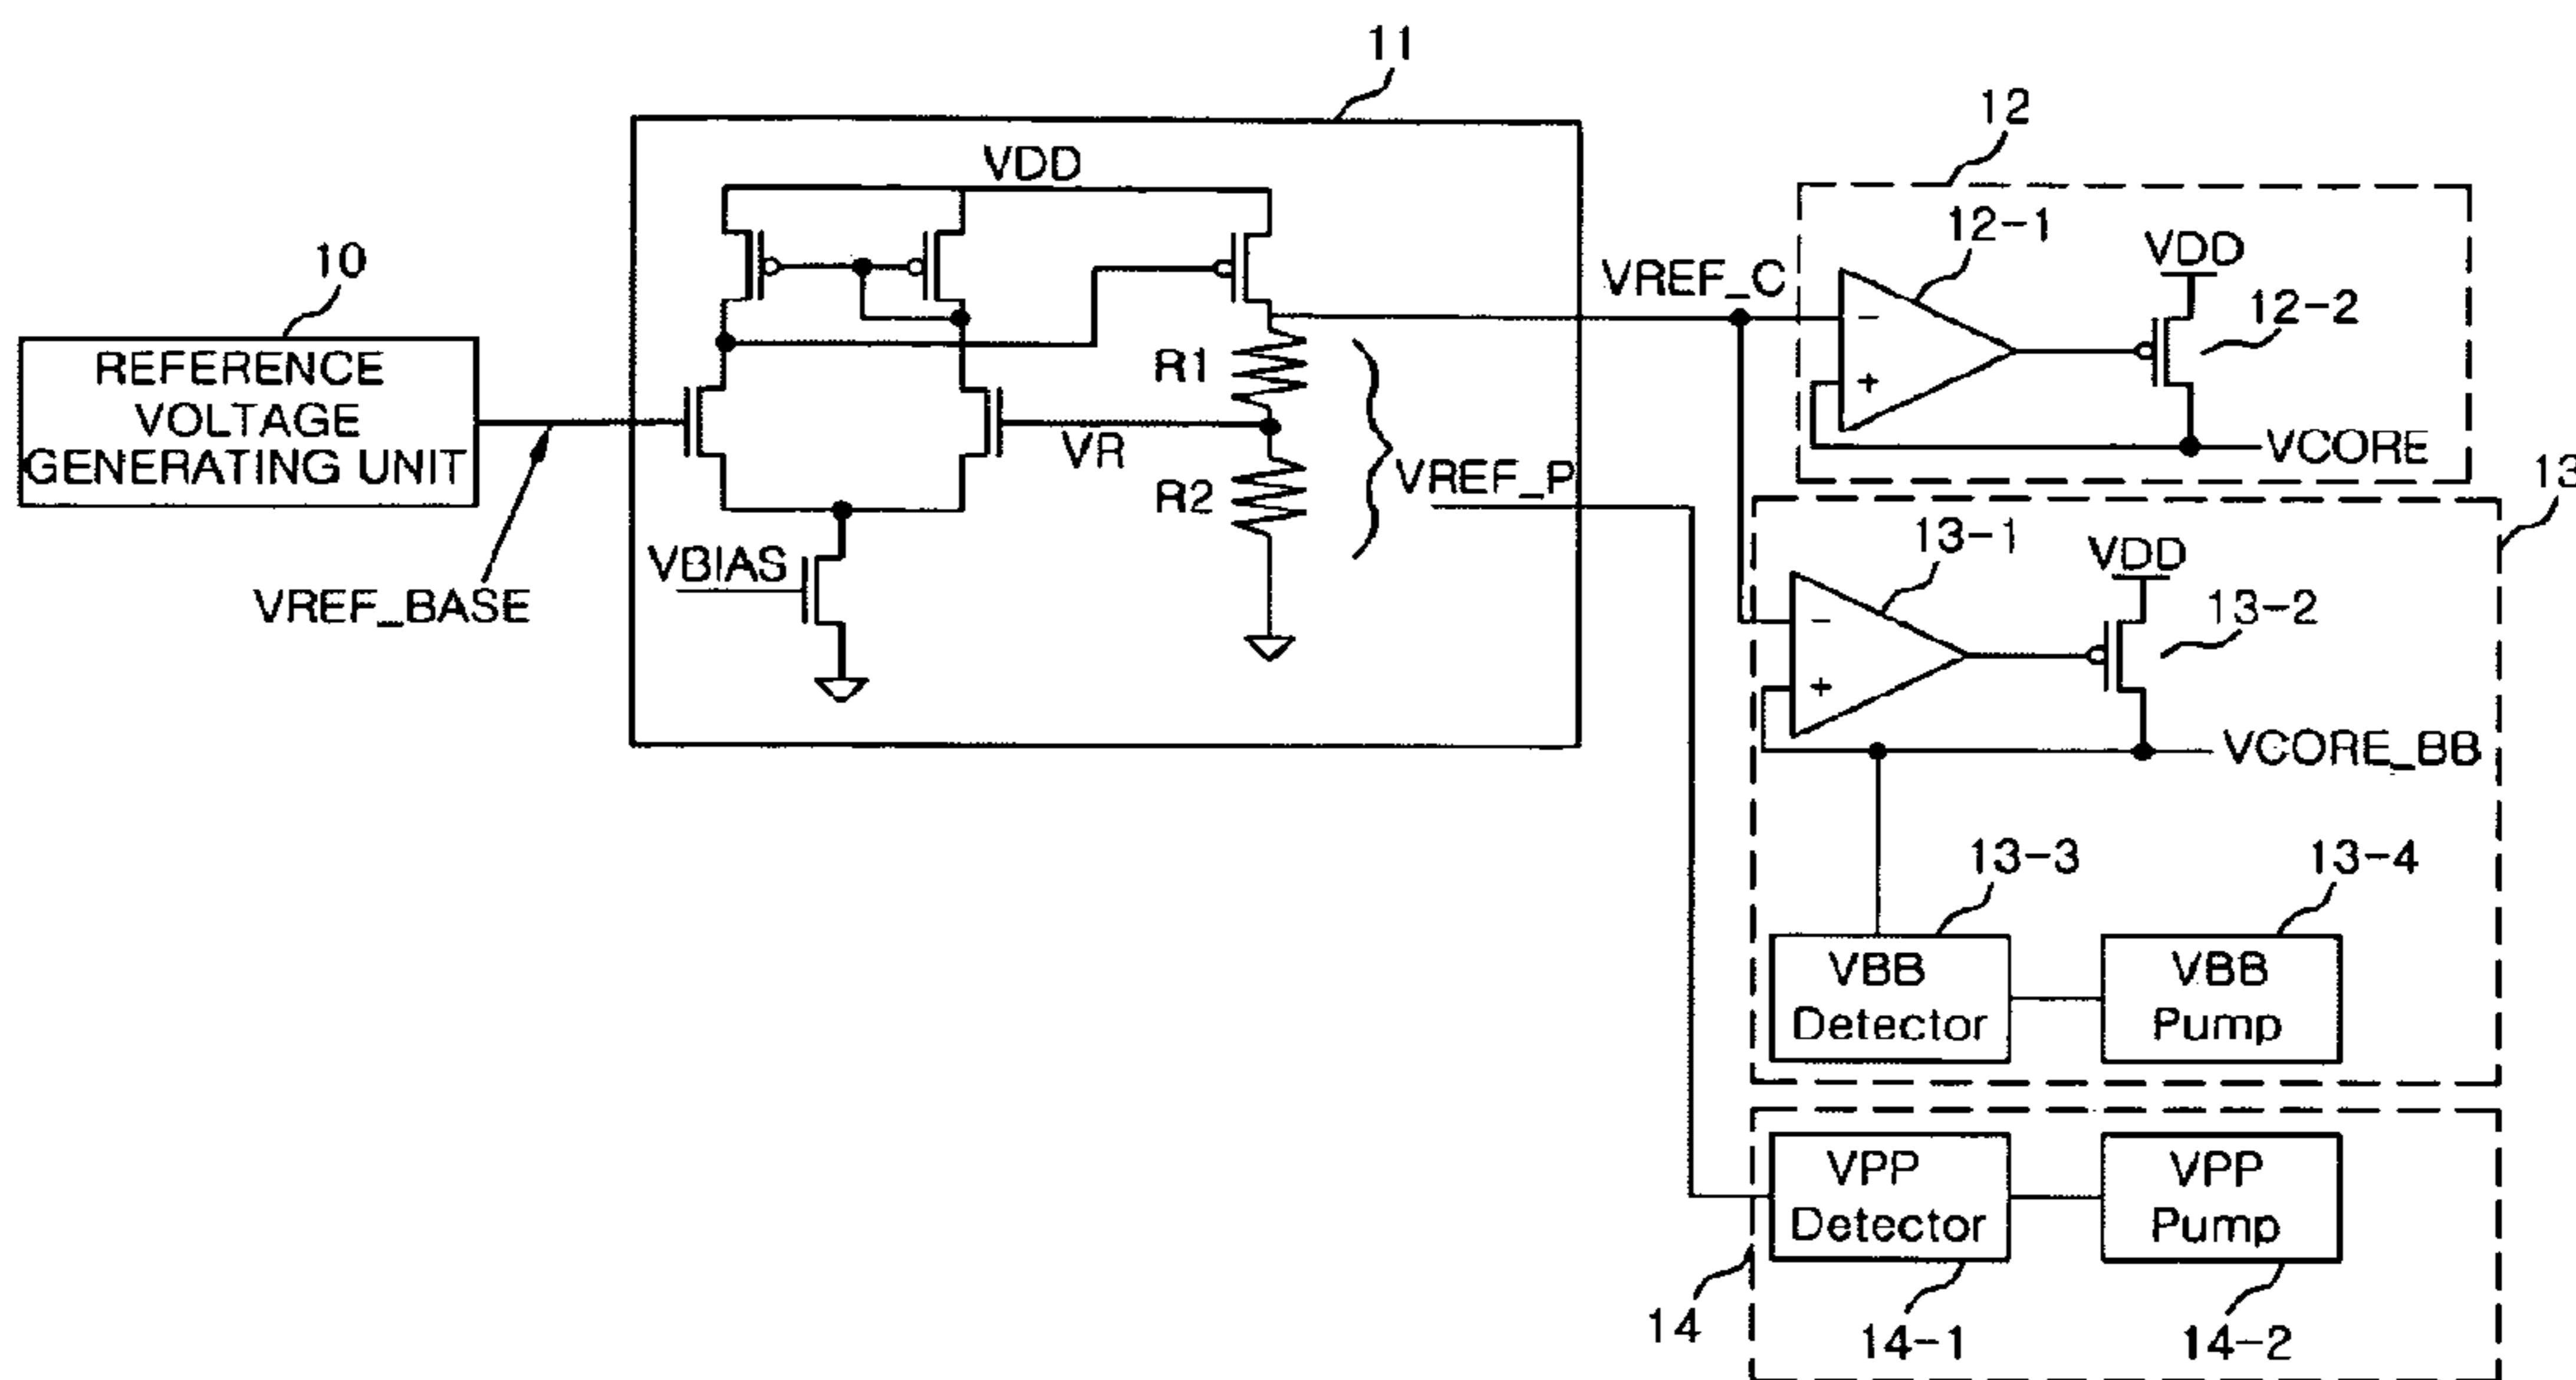 11
12
VDD
12-1
VDD
10
VREF_C
12-2
-
REFERENCE
VOLTAGE
GENERATING UNIT
R1
+
VR
VCORE
13
R2
VREF_P
13-1
VDD
VBIAS
VREF_BASE
13-2
-
+
VCORE_BB
13-3
13-4
VBB
Detector
VBB
Pump
VPP
Detector
VPP
Pump
14
14-1
14-2